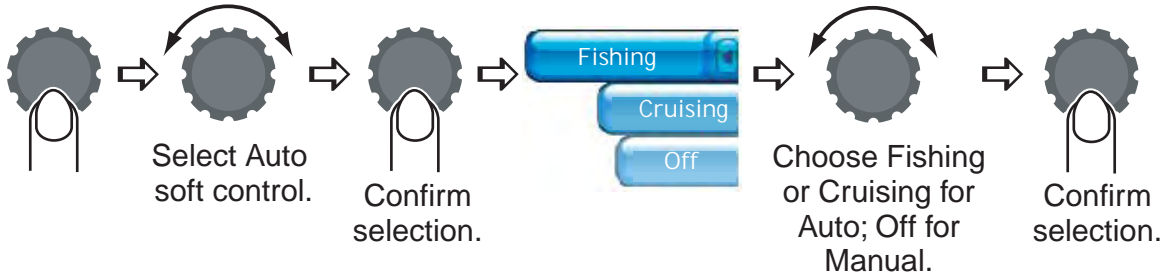 Select Auto
soft control.
Confirm
selection.
Fishing
Cruising
Off
Choose Fishing
or Cruising for
Auto; Off for
Manual.
Confirm
selection.